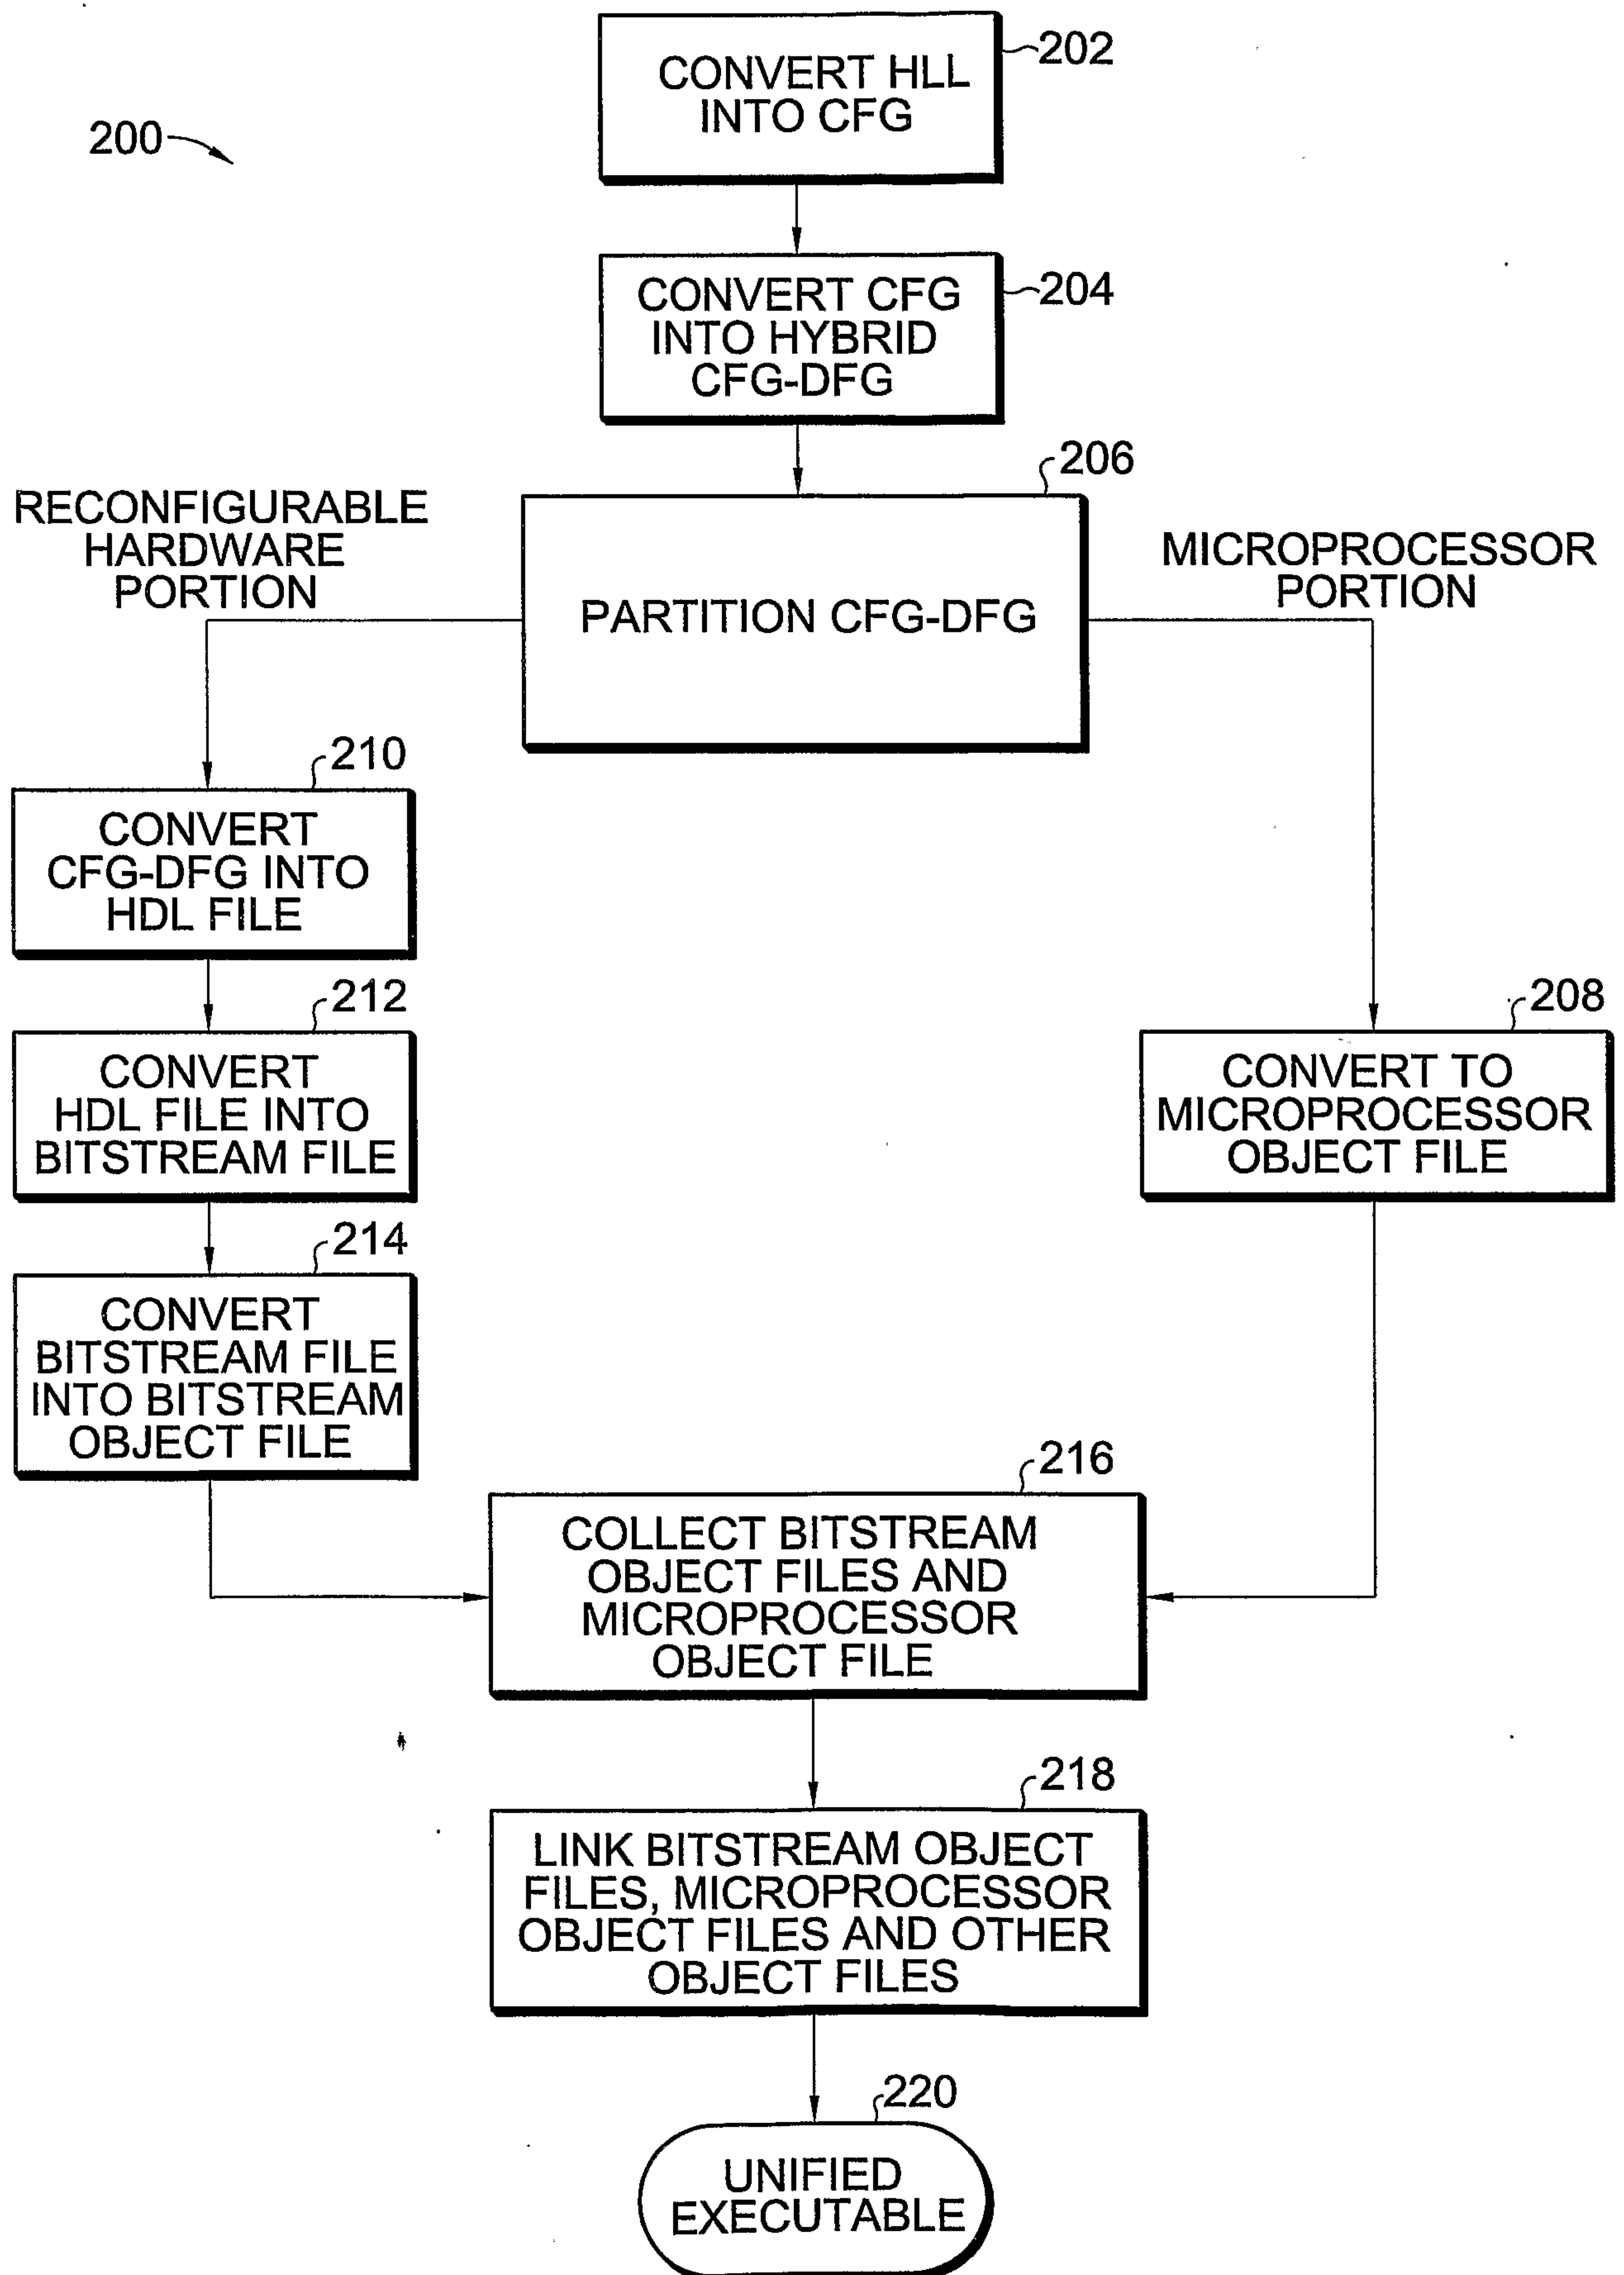 202
CONVERT HLL
INTO CFG
200
204
CONVERT CFG
INTO HYBRID
CFG-DFG
206
RECONFIGURABLE
HARDWARE
PORTION
MICROPROCESSOR
PORTION
PARTITION CFG-DFG
210
CONVERT
CFG-DFG INTO
HDL FILE
212
CONVERT
HDL FILE INTO
BITSTREAM FILE
208
CONVERT TO
MICROPROCESSOR
OBJECT FILE
214
CONVERT
BITSTREAM FILE
INTO BITSTREAM
OBJECT FILE
216
COLLECT BITSTREAM
OBJECT FILES AND
MICROPROCESSOR
OBJECT FILE
218
LINK BITSTREAM OBJECT
FILES, MICROPROCESSOR
OBJECT FILES AND OTHER
OBJECT FILES
220
UNIFIED
EXECUTABLE